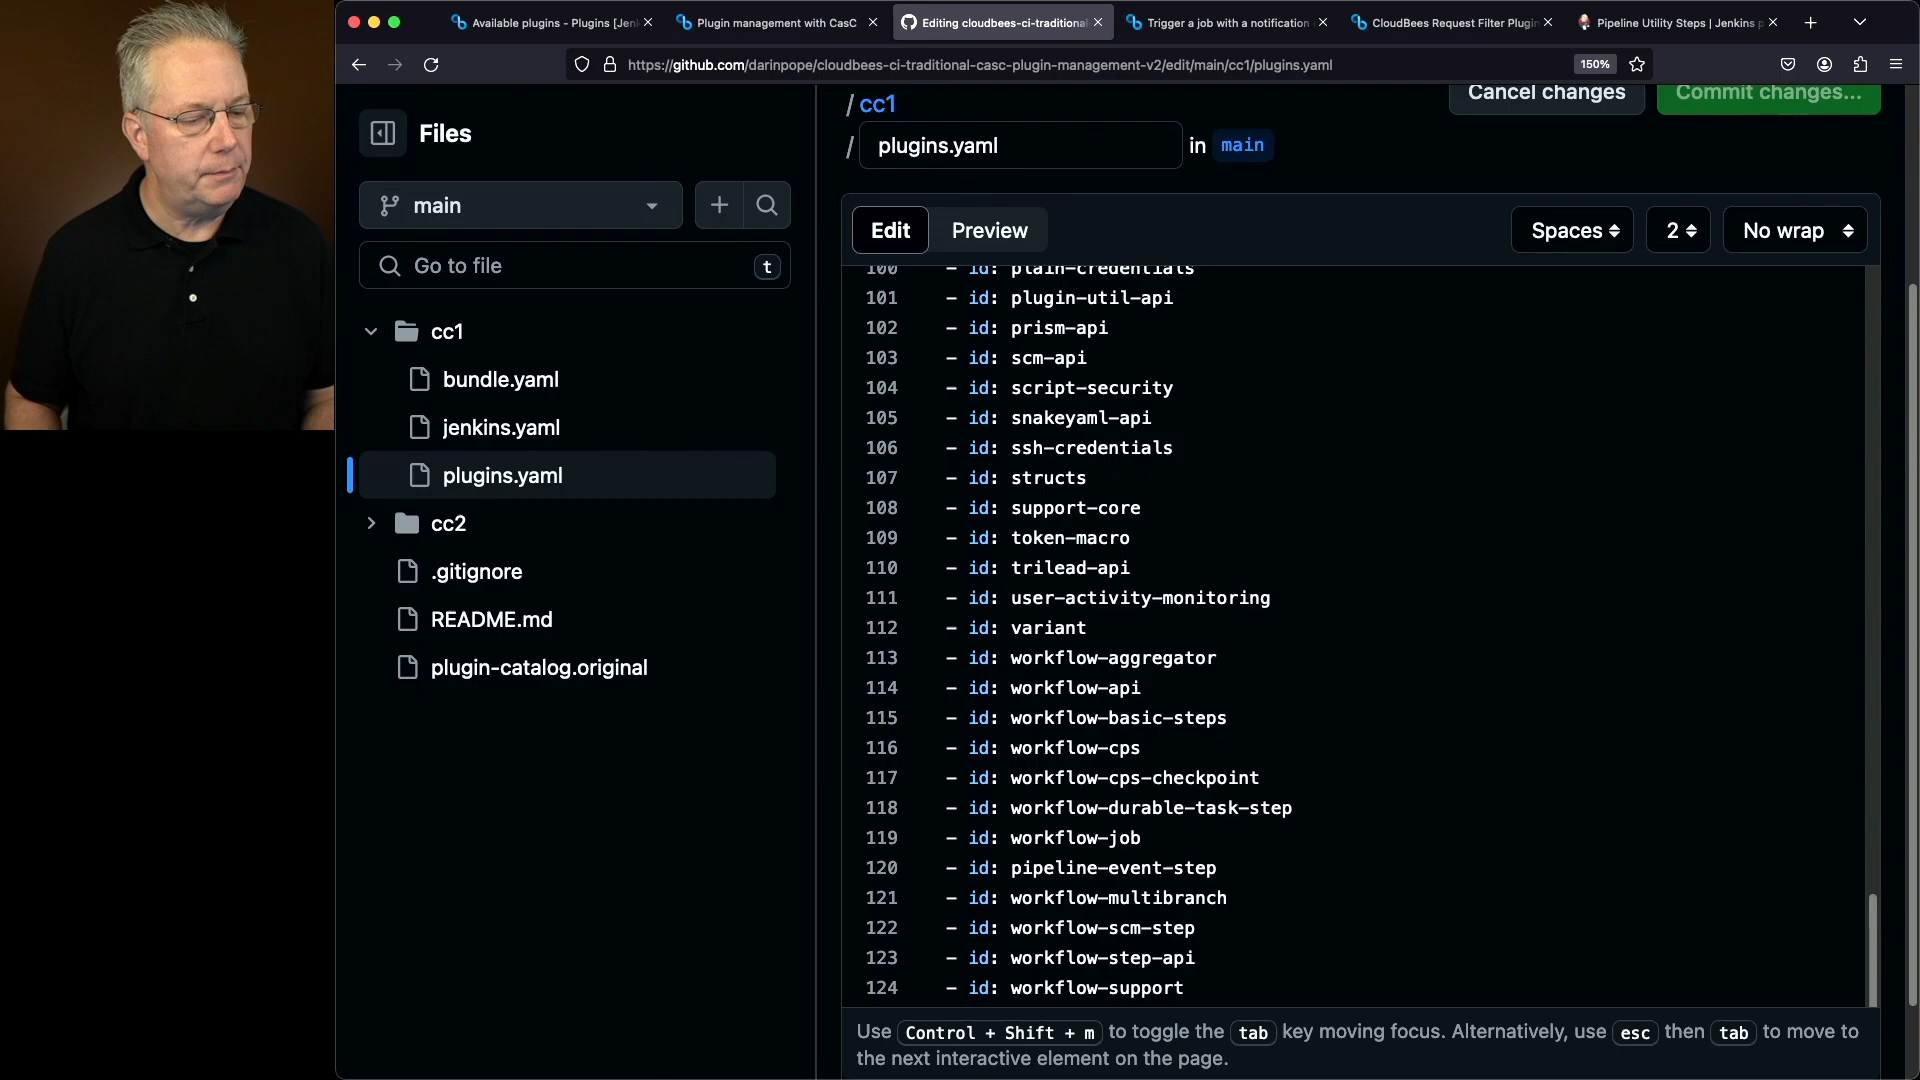 Available plugins - Plugins [Jen
Plugin management with CasC
Editing cloudbees-ci-traditional
Trigger a job with a notification
CloudBees Request Filter Plugin
Pipeline Utility Steps | Jenkins p
https://github.com/darinpope/cloudbees-ci-traditional-casc-plugin-management-v2/edit/main/cc1/plugins.yaml
150%
Files
main
Go to file
t
cc1
bundle.yaml
jenkins.yaml
plugins.yaml
cc2
.gitignore
README.md
plugin-catalog.original
/ cc1
Cancel changes
Commit changes...
/ plugins.yaml in main
Edit
Preview
Spaces
2
No wrap
100 - id: plain-credentials
101 - id: plugin-util-api
102 - id: prism-api
103 - id: scm-api
104 - id: script-security
105 - id: snakeyaml-api
106 - id: ssh-credentials
107 - id: structs
108 - id: support-core
109 - id: token-macro
110 - id: trilead-api
111 - id: user-activity-monitoring
112 - id: variant
113 - id: workflow-aggregator
114 - id: workflow-api
115 - id: workflow-basic-steps
116 - id: workflow-cps
117 - id: workflow-cps-checkpoint
118 - id: workflow-durable-task-step
119 - id: workflow-job
120 - id: pipeline-event-step
121 - id: workflow-multibranch
122 - id: workflow-scm-step
123 - id: workflow-step-api
124 - id: workflow-support
Use Control + Shift + m to toggle the tab key moving focus. Alternatively, use esc then tab to move to
the next interactive element on the page.